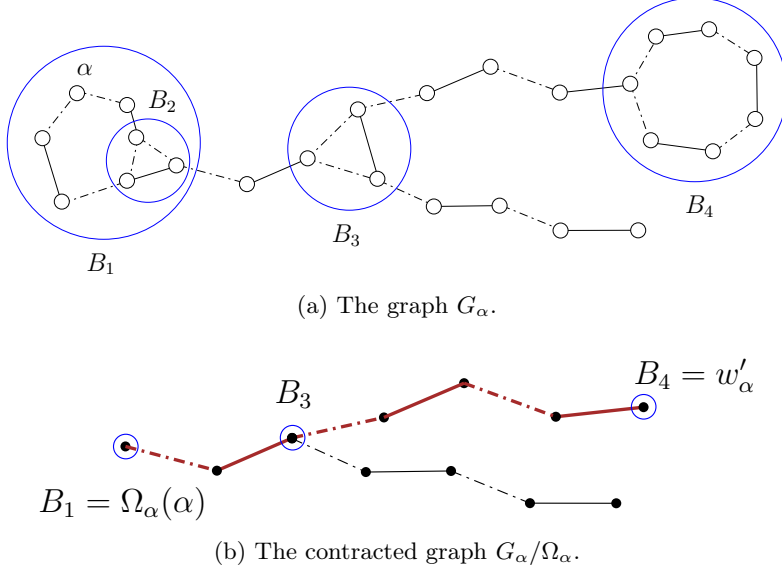 α
B₂
B₁
B₃
B₄
(a) The graph Gα.
B₃
B₄ = w′α
B₁ = Ωα(α)
(b) The contracted graph Gα/Ωα.